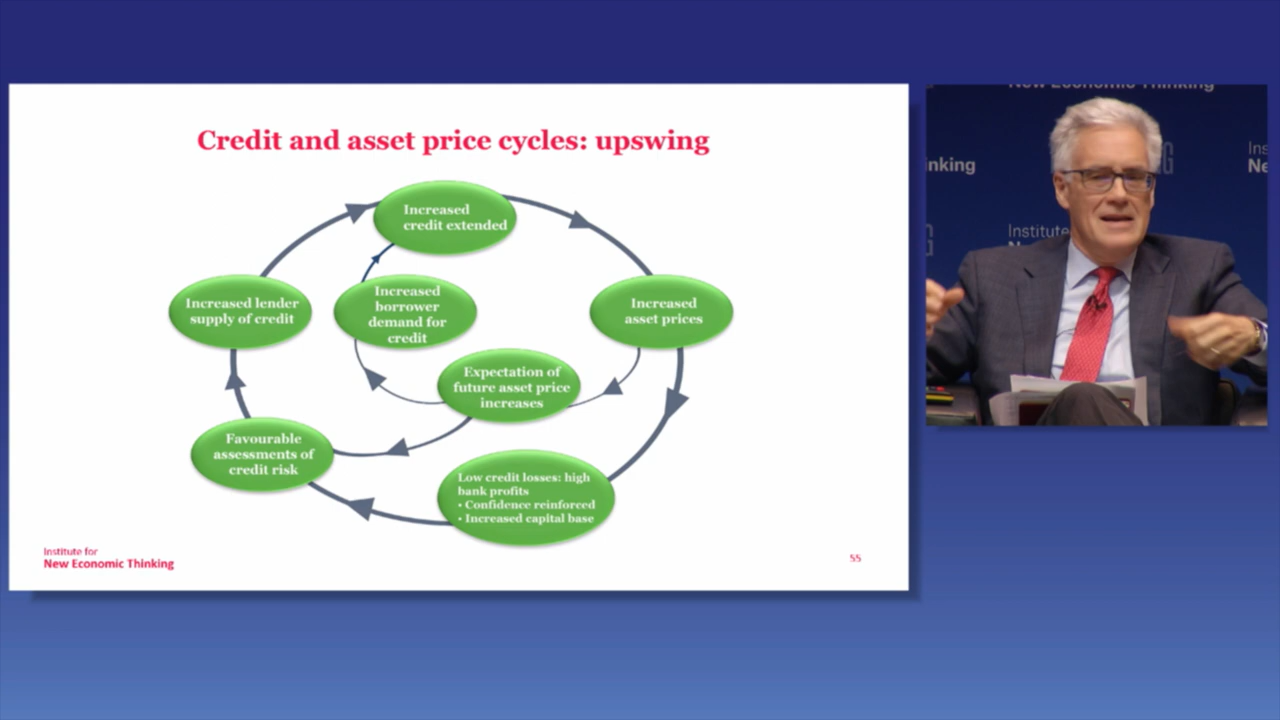 Credit and asset price cycles: upswing
Increased
credit extended
Increased lender
supply of credit
Increased
borrower
demand for
credit
Increased
asset prices
Expectation of
future asset price
increases
Favourable
assessments of
credit risk
Low credit losses: high
bank profits
• Confidence reinforced
• Increased capital base
Institute for
New Economic Thinking
55
New Economic Thinking
inking
Institute
Ins
Ne